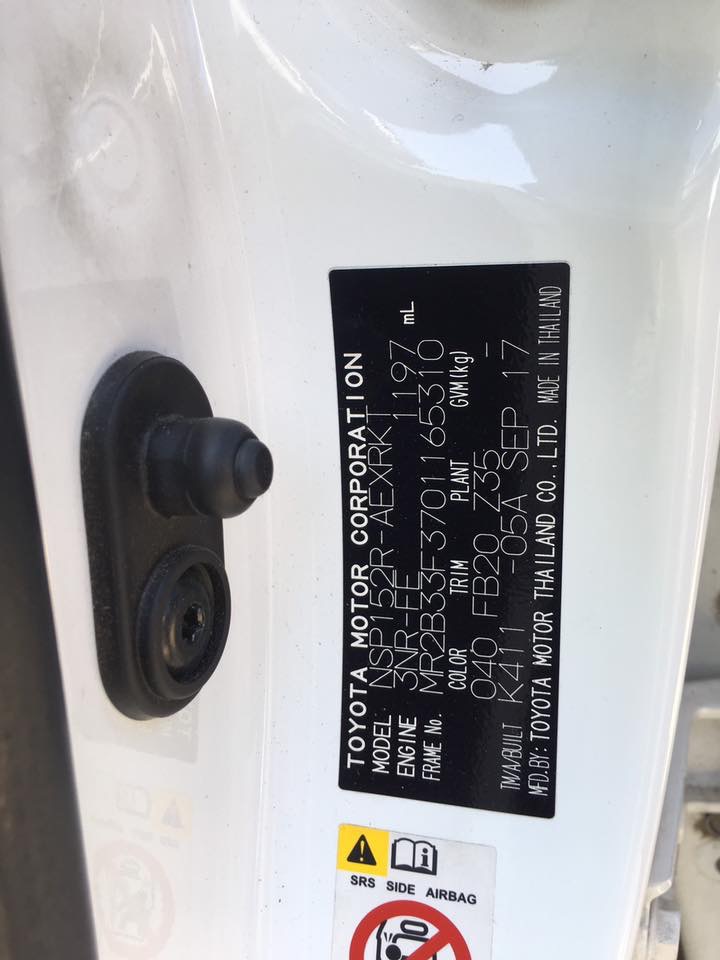 TOYOTA MOTOR CORPORATION
MODEL NSP152R-AEXRKT
ENGINE 3NR-FE 1197 mL
FRAME No. MR2B33F3701165310
COLOR TRIM PLANT GVM(kg)
040 FB20 Z35 -
TM/A/BUILT K411 -05A SEP 17
MFD.BY: TOYOTA MOTOR THAILAND CO.,LTD. MADE IN THAILAND
SRS SIDE AIRBAG